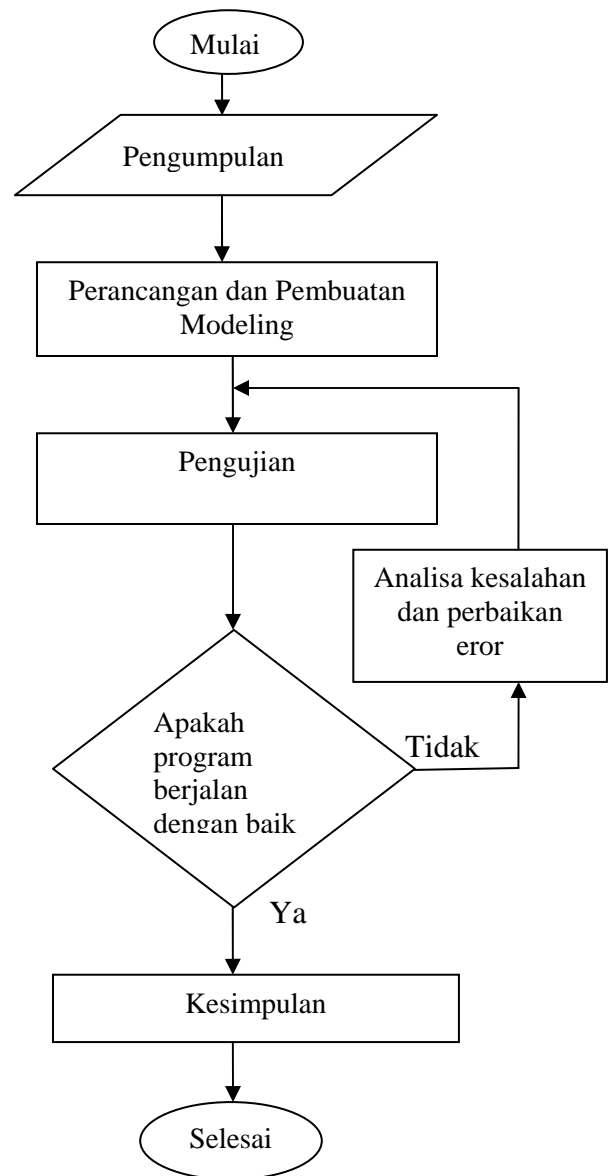 Mulai
Pengumpulan
Perancangan dan Pembuatan
Modeling
Pengujian
Analisa kesalahan
dan perbaikan
eror
Apakah
program
berjalan
dengan baik
Tidak
Ya
Kesimpulan
Selesai